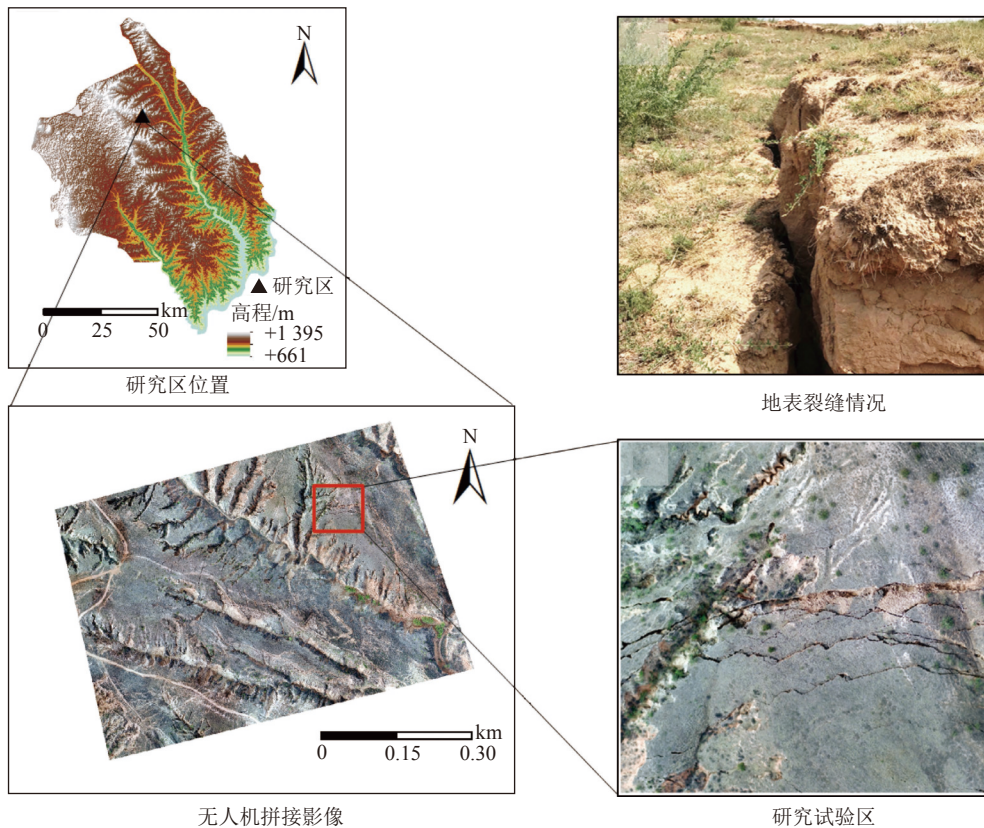 N
研究区
km
0 25 50
高程/m
+1 395
+661
研究区位置
地表裂缝情况
N
km
0 0.15 0.30
无人机拼接影像
研究试验区